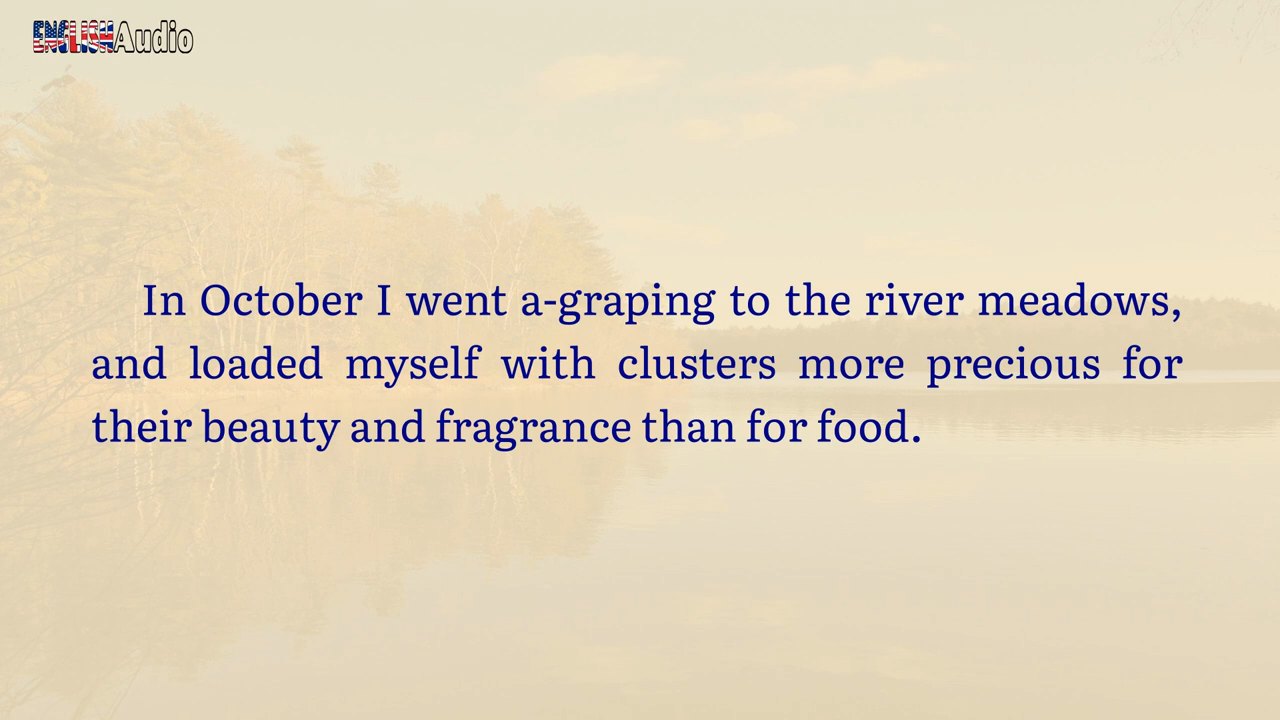 ENGLISHAudio
In October I went a-graping to the river meadows,
and loaded myself with clusters more precious for
their beauty and fragrance than for food.